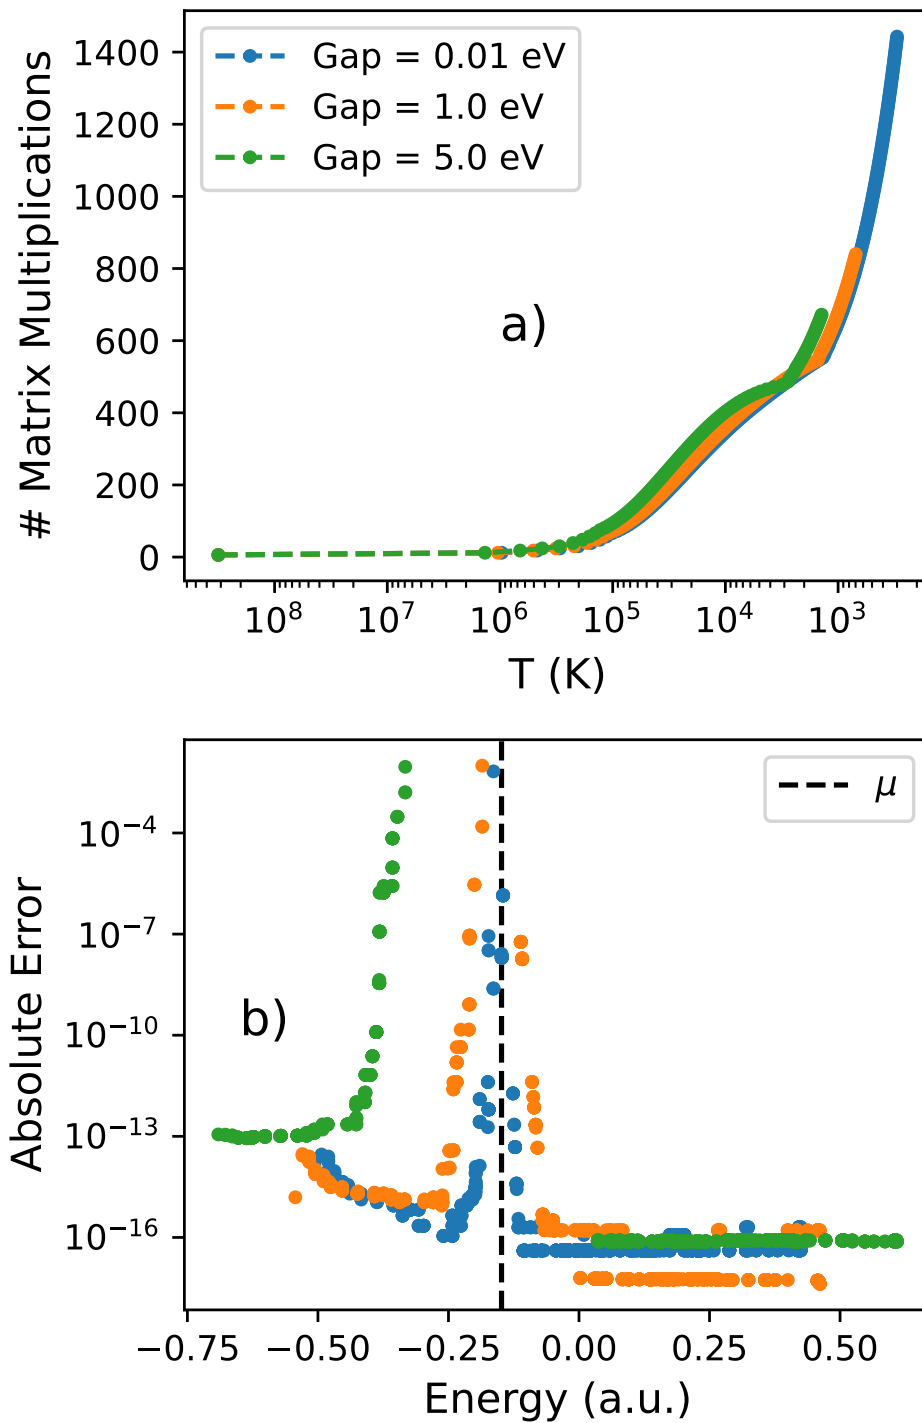 # Matrix Multiplications
1400
1200
1000
800
600
400
200
0
Gap = 0.01 eV
Gap = 1.0 eV
Gap = 5.0 eV
a)
10⁸ 10⁷ 10⁶ 10⁵ 10⁴ 10³
T (K)
Absolute Error
10⁻⁴
10⁻⁷
10⁻¹⁰
10⁻¹³
10⁻¹⁶
μ
b)
−0.75 −0.50 −0.25 0.00 0.25 0.50
Energy (a.u.)